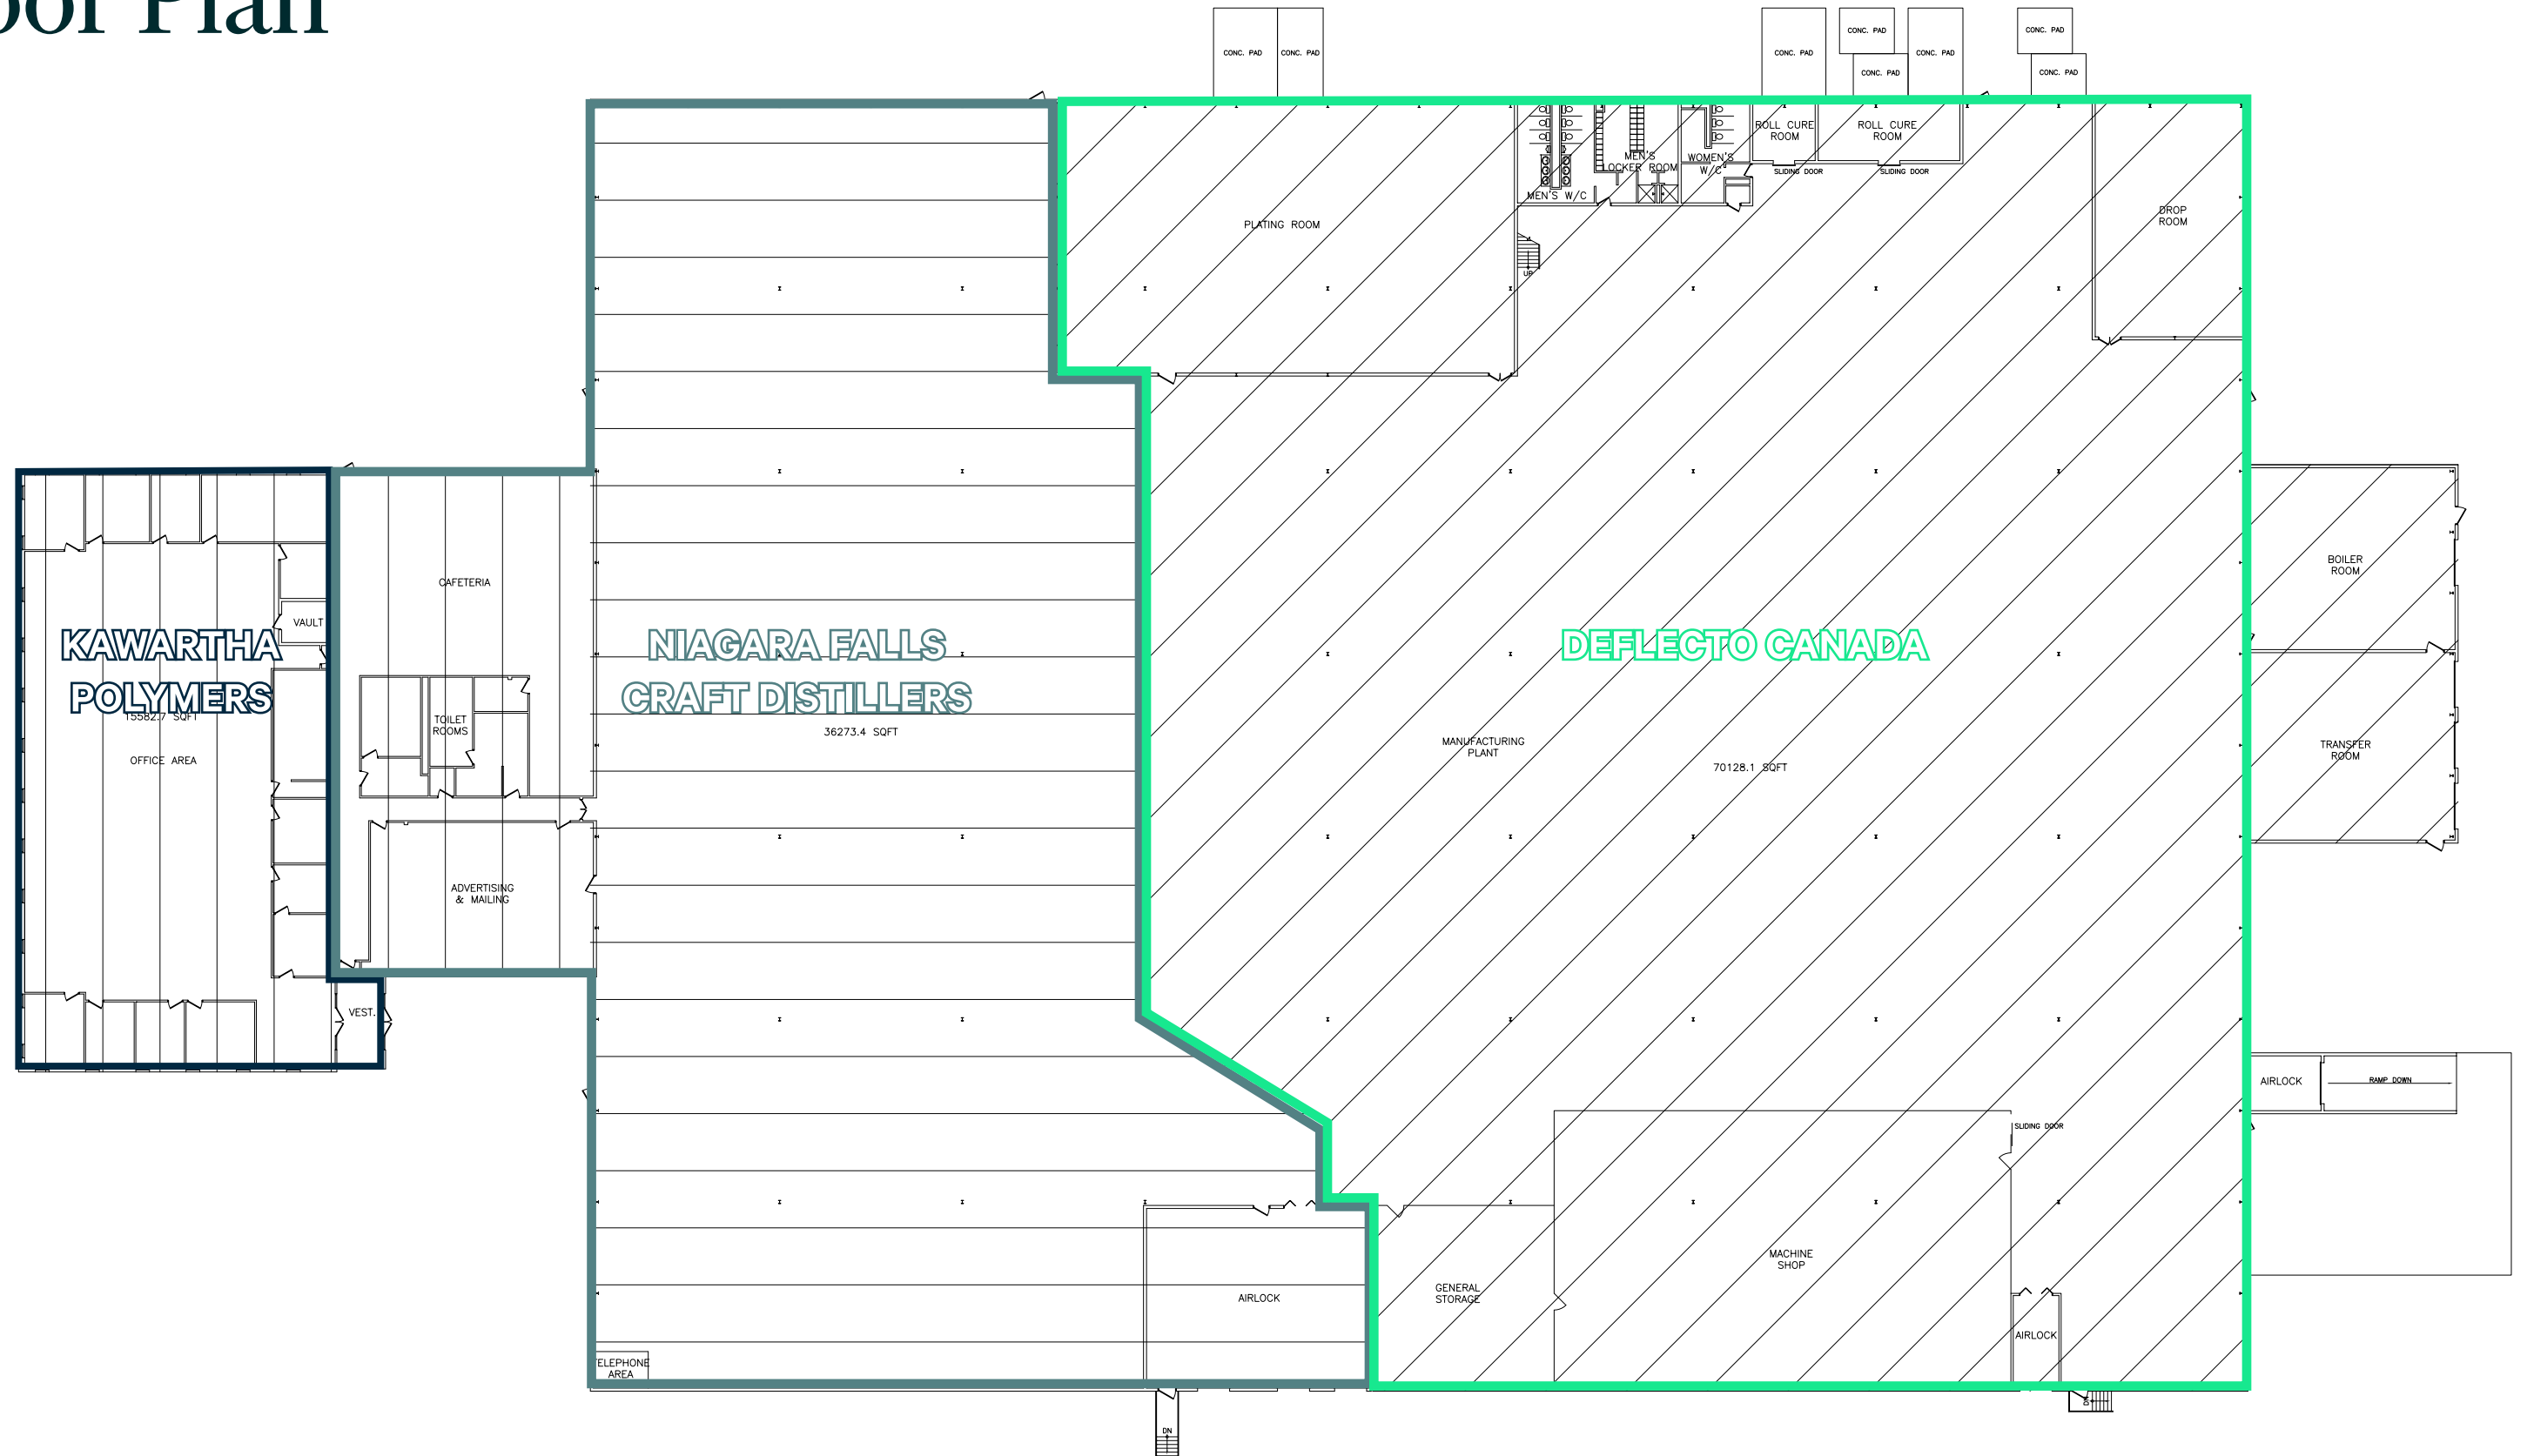 oor Plan
CONC. PAD
CONC. PAD
CONC. PAD
CONC. PAD
CONC. PAD
CONC. PAD
CONC. PAD
CONC. PAD
ROLL CURE
ROOM
ROLL CURE
ROOM
MEN'S
LOCKER ROOM
WOMEN'S
W/C
SLIDING DOOR
SLIDING DOOR
MEN'S W/C
PLATING ROOM
DROP
ROOM
UP
BOILER
ROOM
CAFETERIA
VAULT
KAWARTHA
POLYMERS
15582.7 SQFT
OFFICE AREA
NIAGARA FALLS
CRAFT DISTILLERS
36273.4 SQFT
DEFLECTO CANADA
TOILET
ROOMS
MANUFACTURING
PLANT
70128.1 SQFT
TRANSFER
ROOM
ADVERTISING
& MAILING
VEST.
AIRLOCK
RAMP DOWN
SLIDING DOOR
MACHINE
SHOP
GENERAL
STORAGE
AIRLOCK
AIRLOCK
TELEPHONE
AREA
DN